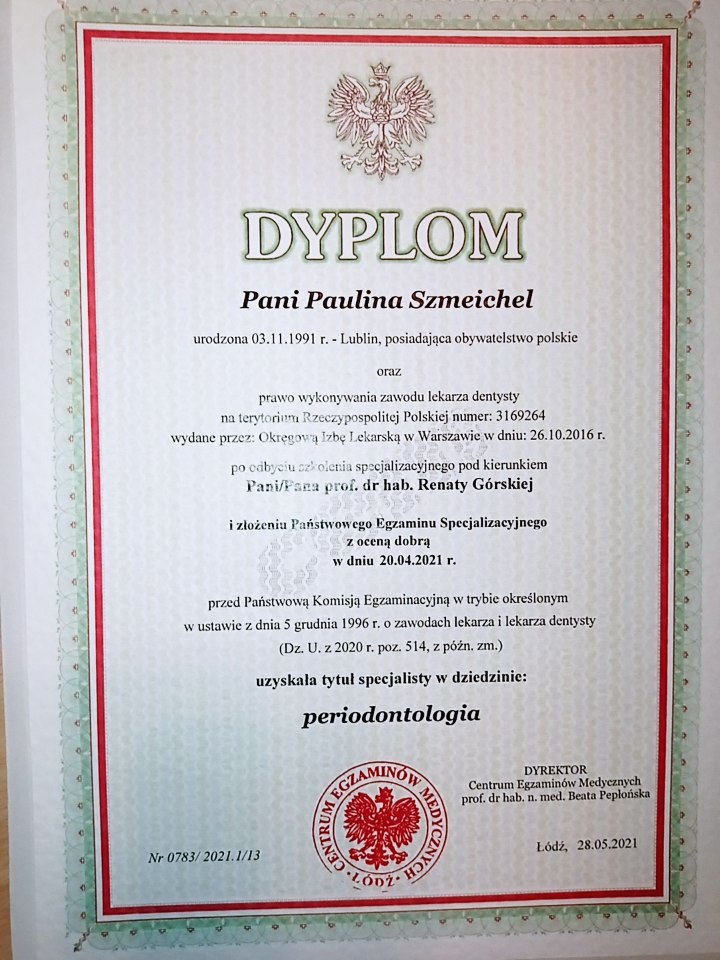 DYPLOM
Pani Paulina Szmeichel
urodzona 03.11.1991 r. - Lublin, posiadająca obywatelstwo polskie
oraz
prawo wykonywania zawodu lekarza dentysty
na terytorium Rzeczypospolitej Polskiej numer: 3169264
wydane przez: Okręgową Izbę Lekarską w Warszawie w dniu: 26.10.2016 r.
po odbyciu szkolenia specjalizacyjnego pod kierunkiem
Pani/Pana prof. dr hab. Renaty Górskiej
i złożeniu Państwowego Egzaminu Specjalizacyjnego
z oceną dobrą
w dniu 20.04.2021 r.
przed Państwową Komisją Egzaminacyjną w trybie określonym
w ustawie z dnia 5 grudnia 1996 r. o zawodach lekarza i lekarza dentysty
(Dz. U. z 2020 r. poz. 514, z późn. zm.)
uzyskała tytuł specjalisty w dziedzinie:
periodontologia
DYREKTOR
Centrum Egzaminów Medycznych
prof. dr hab. n. med. Beata Pepłońska
CENTRUM EGZAMINÓW MEDYCZNYCH
·ŁÓDŹ·
Łódź, 28.05.2021
Nr 0783/ 2021.1/13